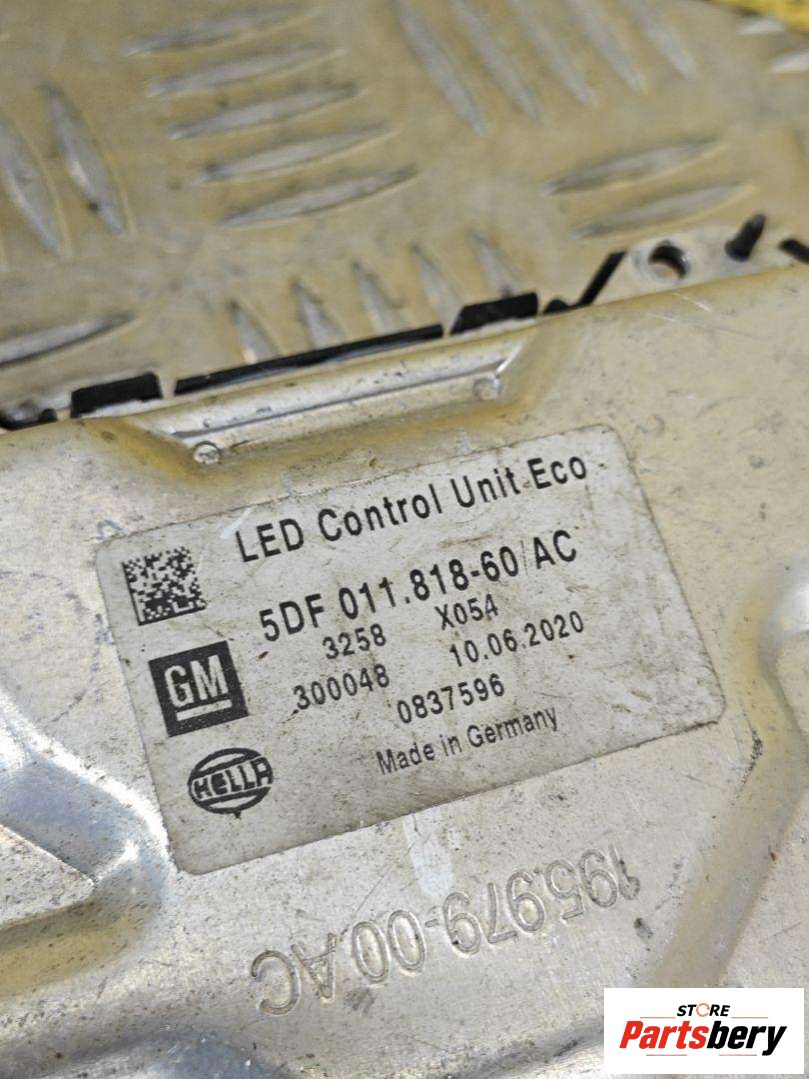 LED Control Unit Eco
5DF 011.818-60/AC
3258 X054
300048 10.06.2020
0837596
Made in Germany
GM
HELLA
195.979-00.AC
STORE
Partsbery